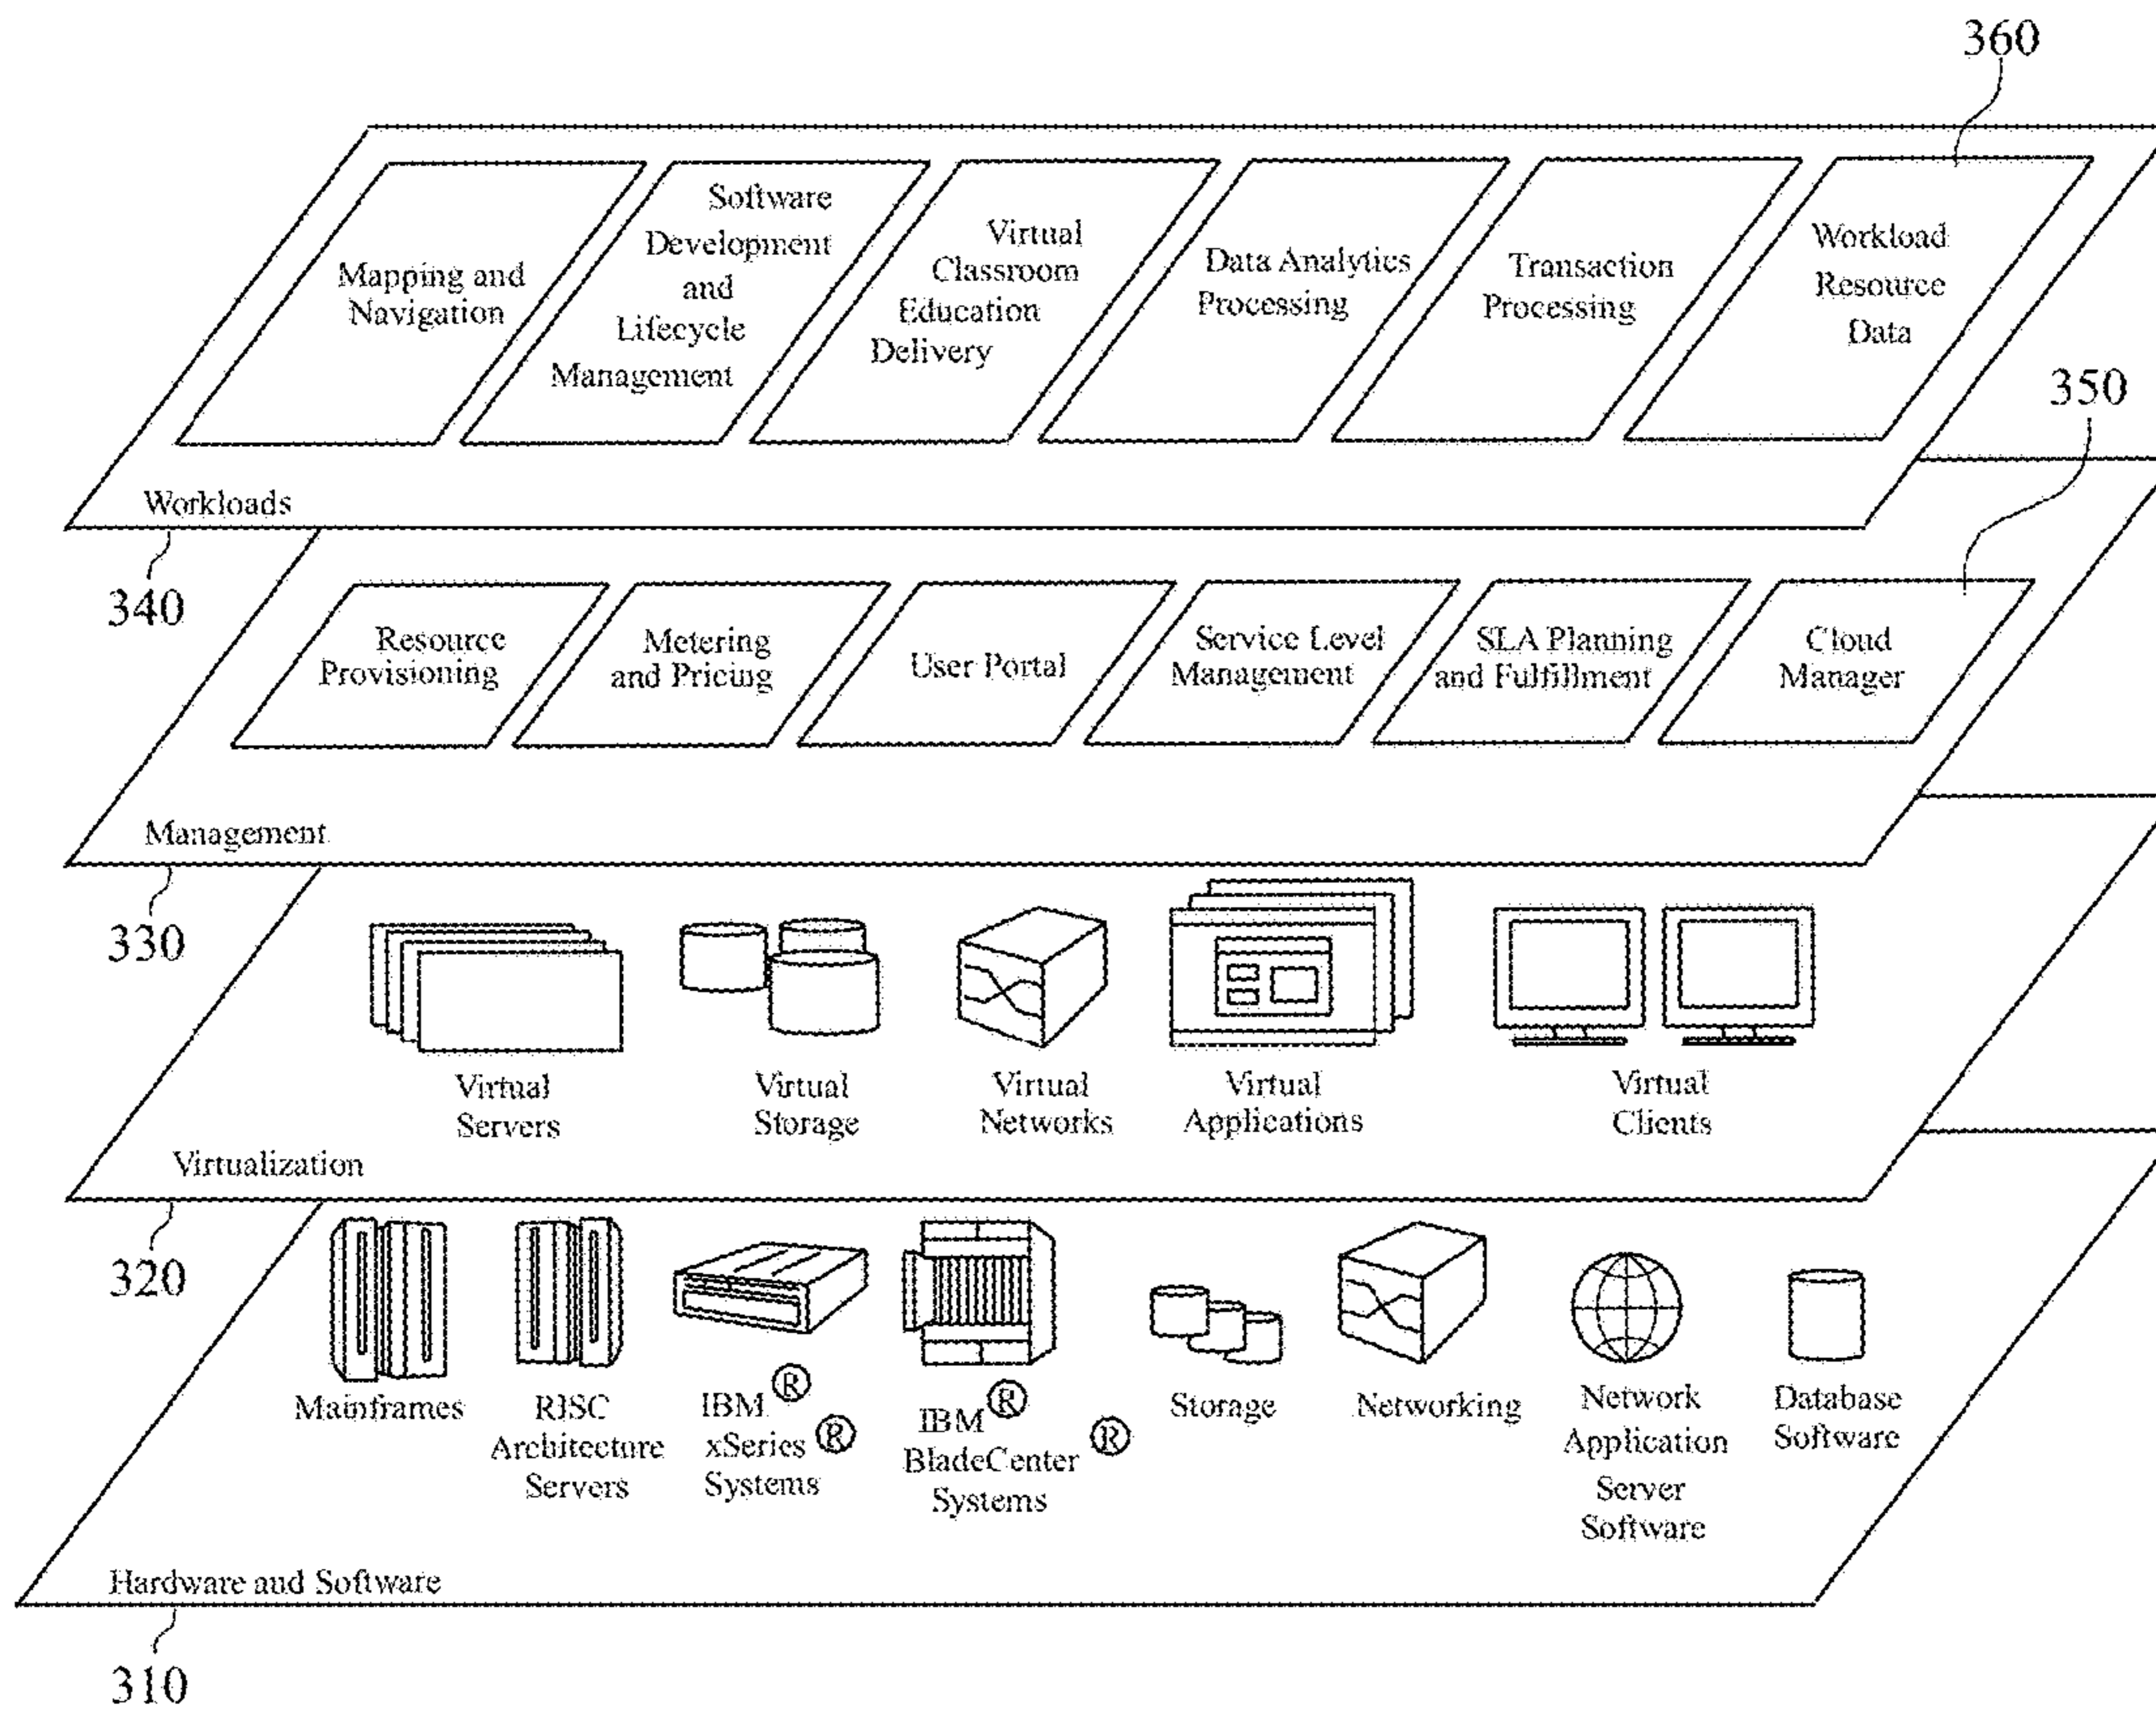 360
Mapping and
Navigation
Software
Development
and
Lifecycle
Management
Virtual
Classroom
Education
Delivery
Data Analytics
Processing
Transaction
Processing
Workload
Resource
Data
350
Workloads
340
Resource
Provisioning
Metering
and Pricing
User Portal
Service Level
Management
SLA Planning
and Fulfillment
Cloud
Manager
Management
330
Virtual
Servers
Virtual
Storage
Virtual
Networks
Virtual
Applications
Virtual
Clients
Virtualization
320
Mainframes
RISC
Architecture
Servers
IBM ®
xSeries ®
Systems
IBM ®
BladeCenter ®
Systems
Storage
Networking
Network
Application
Server
Software
Database
Software
Hardware and Software
310